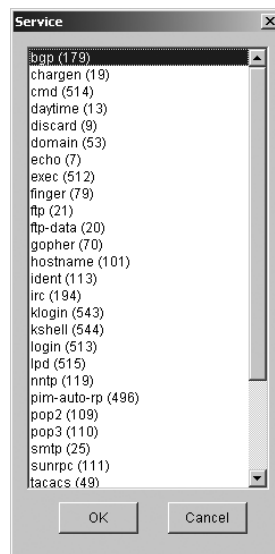 Service
bgp (179)
chargen (19)
cmd (514)
daytime (13)
discard (9)
domain (53)
echo (7)
exec (512)
finger (79)
ftp (21)
ftp-data (20)
gopher (70)
hostname (101)
ident (113)
irc (194)
klogin (543)
kshell (544)
login (513)
lpd (515)
nntp (119)
pim-auto-rp (496)
pop2 (109)
pop3 (110)
smtp (25)
sunrpc (111)
tacacs (49)
OK
Cancel